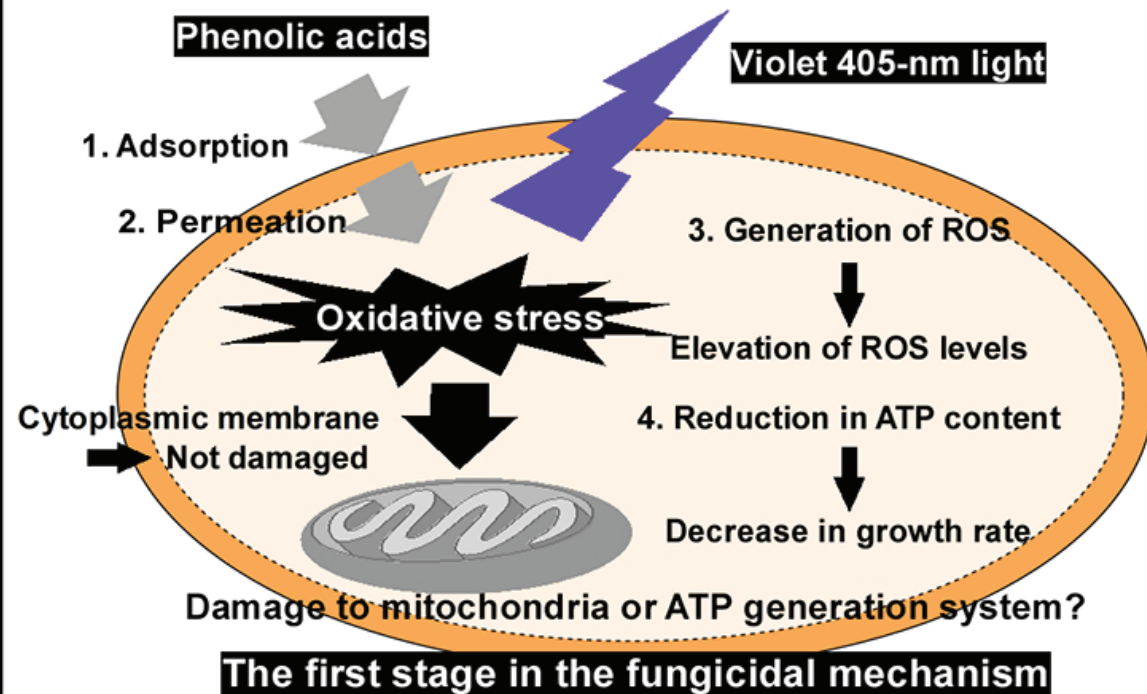 Phenolic acids
Violet 405-nm light
1. Adsorption
2. Permeation
3. Generation of ROS
Oxidative stress
Elevation of ROS levels
Cytoplasmic membrane
Not damaged
4. Reduction in ATP content
Decrease in growth rate
Damage to mitochondria or ATP generation system?
The first stage in the fungicidal mechanism